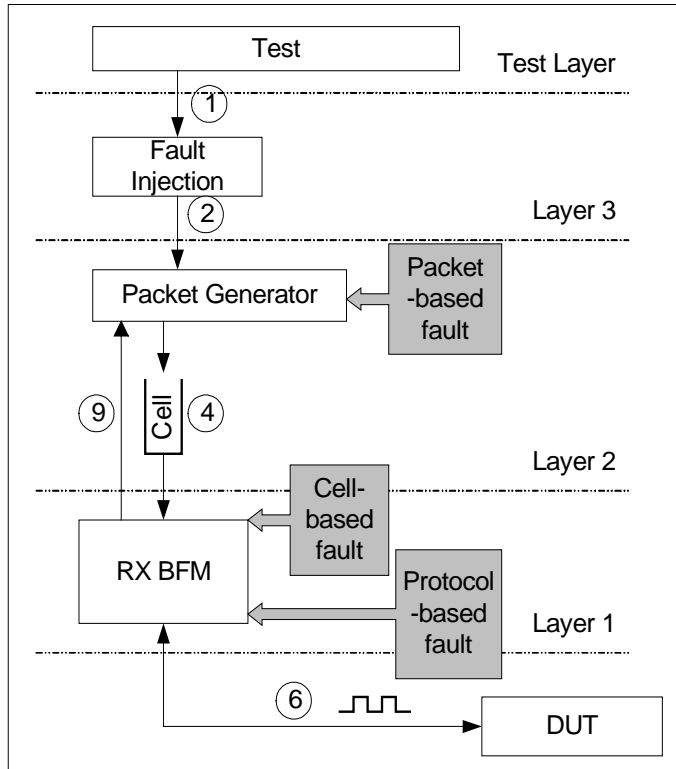 Test
Test Layer
1
Fault
Injection
2
Layer 3
Packet Generator
Packet
-based
fault
9
Cell
4
Layer 2
Cell-
based
fault
RX BFM
Protocol
-based
fault
Layer 1
6
DUT